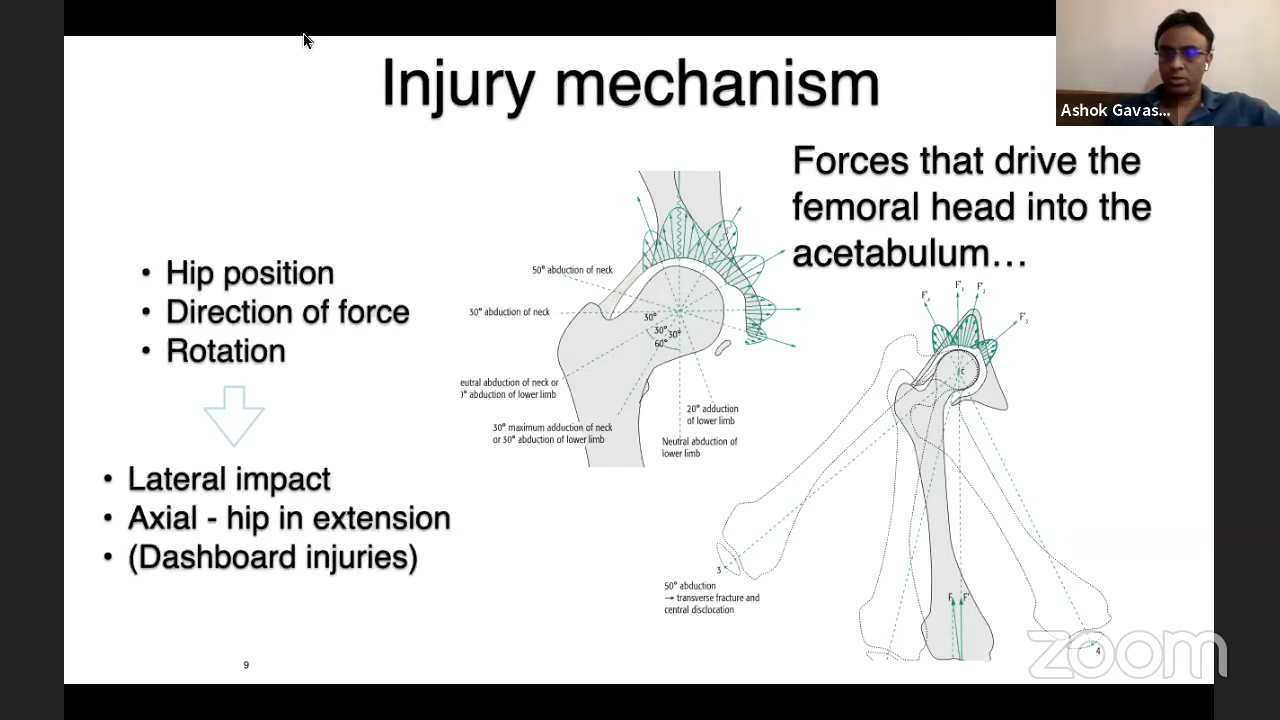 Injury mechanism
Ashok Gavas...
Forces that drive the
femoral head into the
acetabulum...
• Hip position
• Direction of force
• Rotation
• Lateral impact
• Axial - hip in extension
• (Dashboard injuries)
50° abduction of neck
30° abduction of neck
30°
30°
30°
60°
eutral abduction of neck or
° abduction of lower limb
30° maximum adduction of neck
or 30° abduction of lower limb
20° adduction
of lower limb
Neutral abduction of
lower limb
3
50° abduction
→ transverse fracture and
central disclocation
4
9
zoom